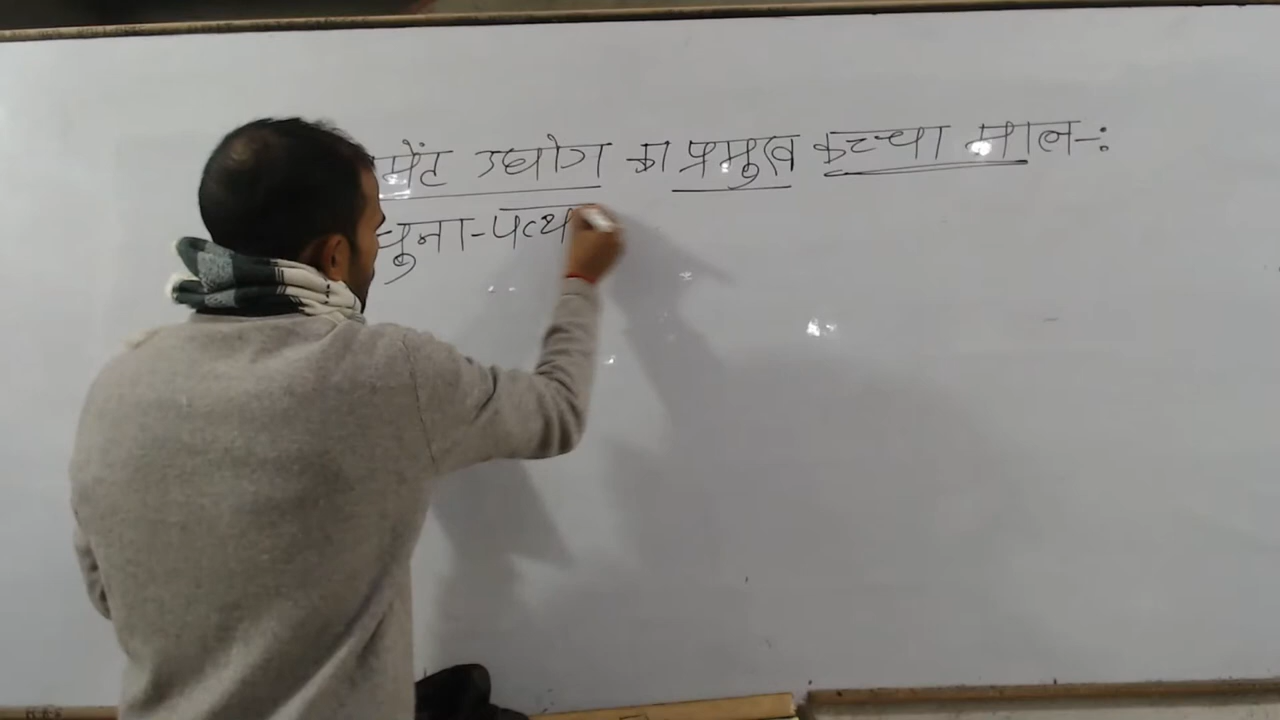 मेंट उद्योग का प्रमुख कच्चा माल-:
चुना-पत्थ